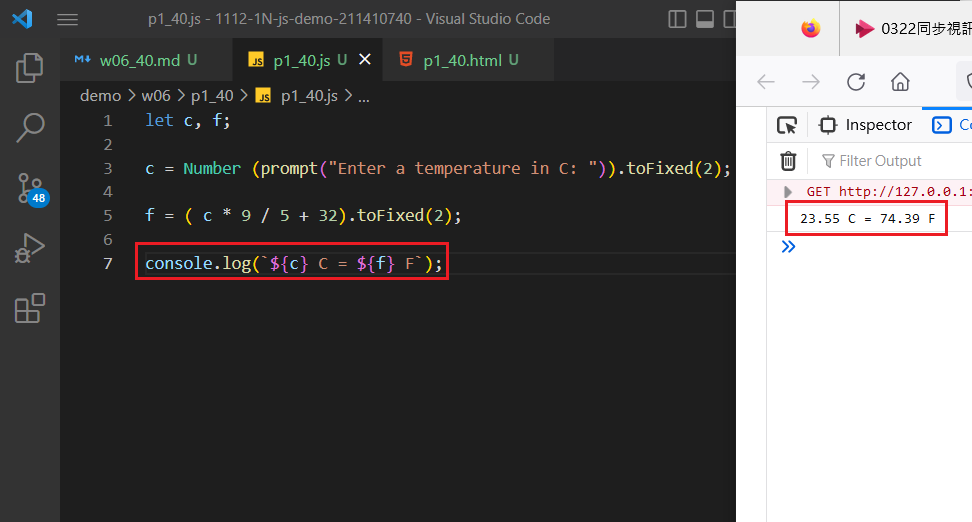 p1_40.js - 1112-1N-js-demo-211410740 - Visual Studio Code
w06_40.md U
JS p1_40.js U
p1_40.html U
demo > w06 > p1_40 > JS p1_40.js > ...
1 let c, f;
2
3 c = Number (prompt("Enter a temperature in C: ")).toFixed(2);
4
5 f = ( c * 9 / 5 + 32).toFixed(2);
6
7 console.log(`${c} C = ${f} F`);
48
0322同步視訊
Inspector
Filter Output
GET http://127.0.0.1:
23.55 C = 74.39 F